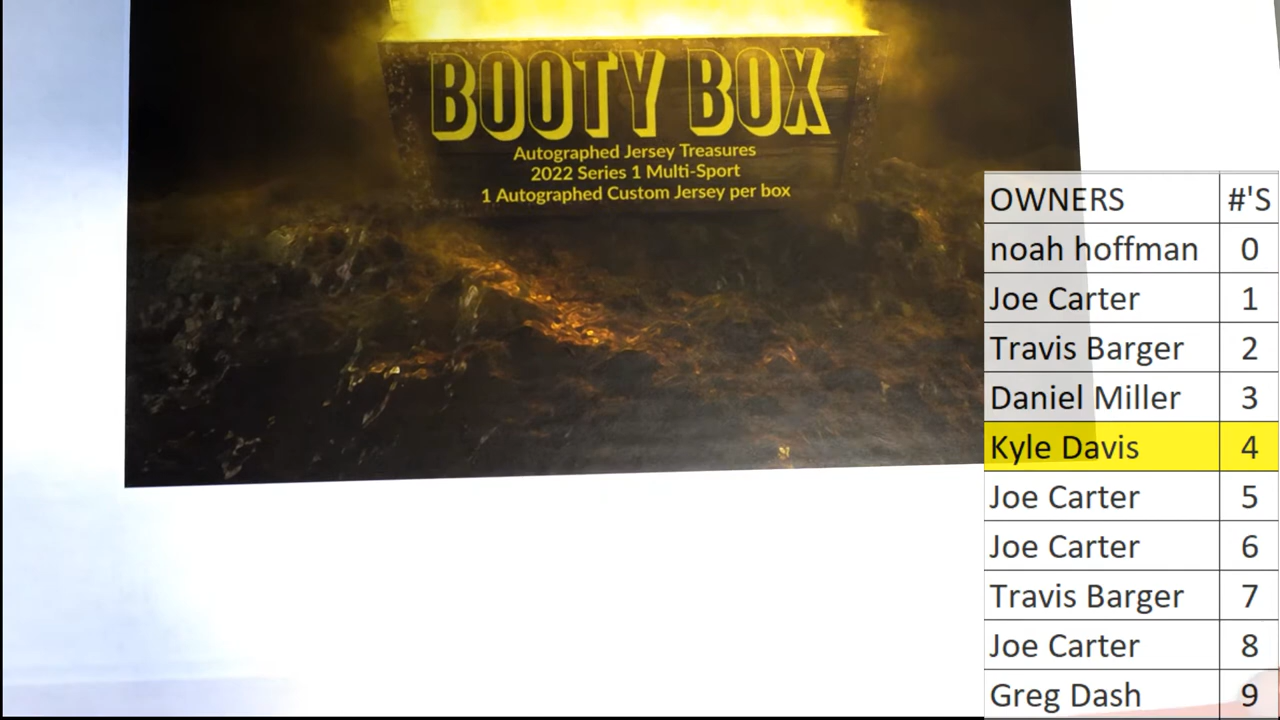 BOOTY BOX
Autographed Jersey Treasures
2022 Series 1 Multi-Sport
1 Autographed Custom Jersey per box
OWNERS #'S
noah hoffman 0
Joe Carter 1
Travis Barger 2
Daniel Miller 3
Kyle Davis 4
Joe Carter 5
Joe Carter 6
Travis Barger 7
Joe Carter 8
Greg Dash 9